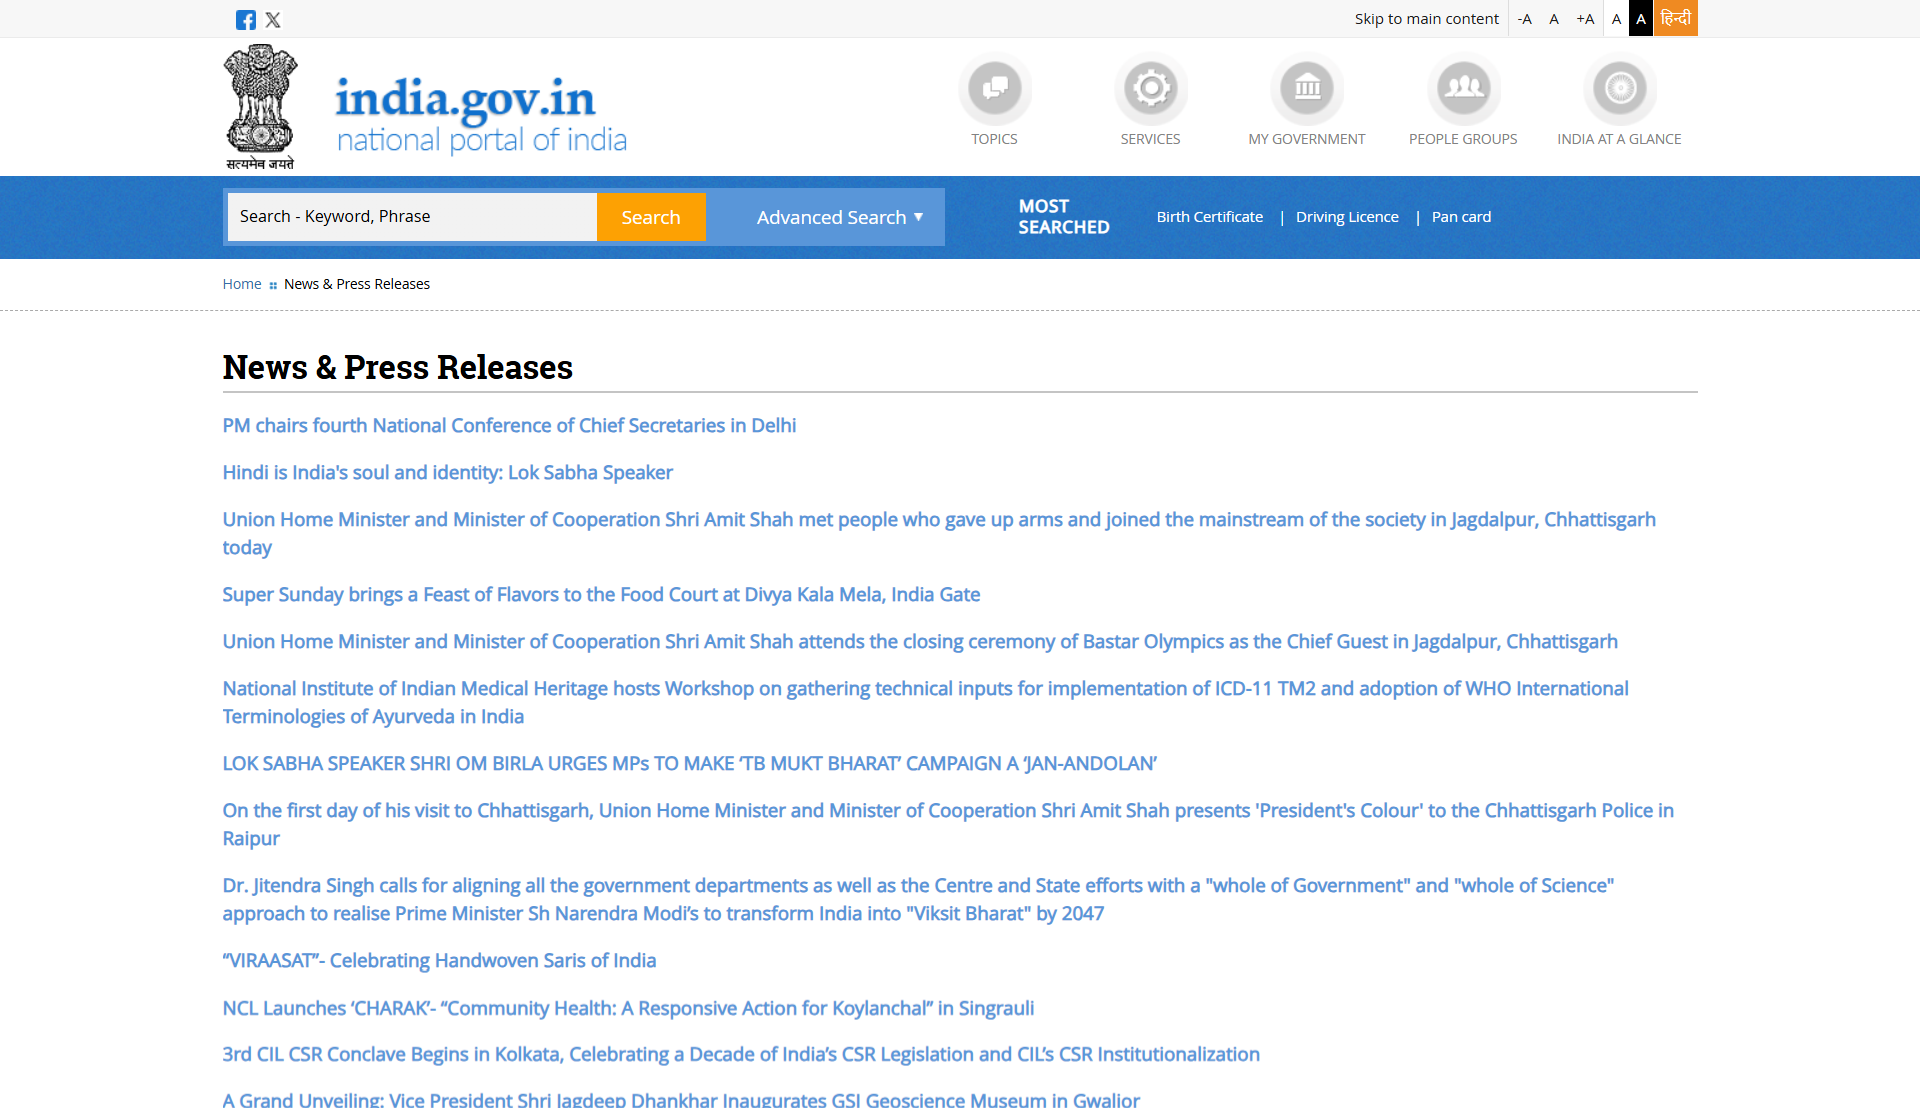 Skip to main content -A A +A A A हिन्दी
सत्यमेव जयते
india.gov.in
national portal of india
TOPICS SERVICES MY GOVERNMENT PEOPLE GROUPS INDIA AT A GLANCE
Search - Keyword, Phrase Search Advanced Search ▼
MOST
SEARCHED
Birth Certificate | Driving Licence | Pan card
Home News & Press Releases
News & Press Releases
PM chairs fourth National Conference of Chief Secretaries in Delhi
Hindi is India's soul and identity: Lok Sabha Speaker
Union Home Minister and Minister of Cooperation Shri Amit Shah met people who gave up arms and joined the mainstream of the society in Jagdalpur, Chhattisgarh
today
Super Sunday brings a Feast of Flavors to the Food Court at Divya Kala Mela, India Gate
Union Home Minister and Minister of Cooperation Shri Amit Shah attends the closing ceremony of Bastar Olympics as the Chief Guest in Jagdalpur, Chhattisgarh
National Institute of Indian Medical Heritage hosts Workshop on gathering technical inputs for implementation of ICD-11 TM2 and adoption of WHO International
Terminologies of Ayurveda in India
LOK SABHA SPEAKER SHRI OM BIRLA URGES MPs TO MAKE ‘TB MUKT BHARAT’ CAMPAIGN A ‘JAN-ANDOLAN’
On the first day of his visit to Chhattisgarh, Union Home Minister and Minister of Cooperation Shri Amit Shah presents 'President's Colour' to the Chhattisgarh Police in
Raipur
Dr. Jitendra Singh calls for aligning all the government departments as well as the Centre and State efforts with a "whole of Government" and "whole of Science"
approach to realise Prime Minister Sh Narendra Modi’s to transform India into "Viksit Bharat" by 2047
“VIRAASAT”- Celebrating Handwoven Saris of India
NCL Launches ‘CHARAK’- “Community Health: A Responsive Action for Koylanchal” in Singrauli
3rd CIL CSR Conclave Begins in Kolkata, Celebrating a Decade of India’s CSR Legislation and CIL’s CSR Institutionalization
A Grand Unveiling: Vice President Shri Jagdeep Dhankhar Inaugurates GSI Geoscience Museum in Gwalior